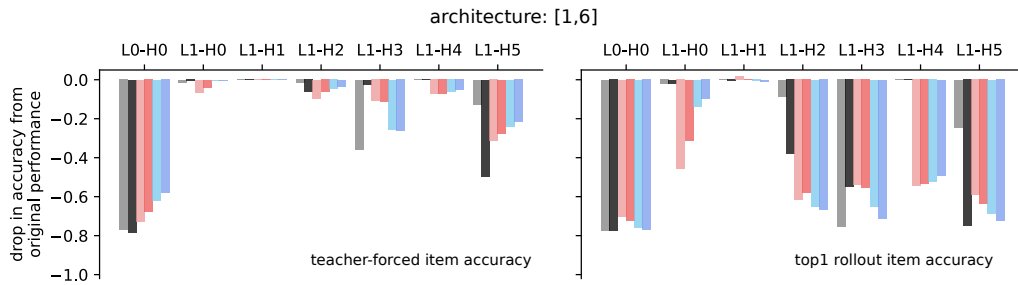 architecture: [1,6]
L0-H0 L1-H0 L1-H1 L1-H2 L1-H3 L1-H4 L1-H5
L0-H0 L1-H0 L1-H1 L1-H2 L1-H3 L1-H4 L1-H5
0.0
−0.2
−0.4
−0.6
−0.8
−1.0
drop in accuracy from
original performance
teacher-forced item accuracy
top1 rollout item accuracy